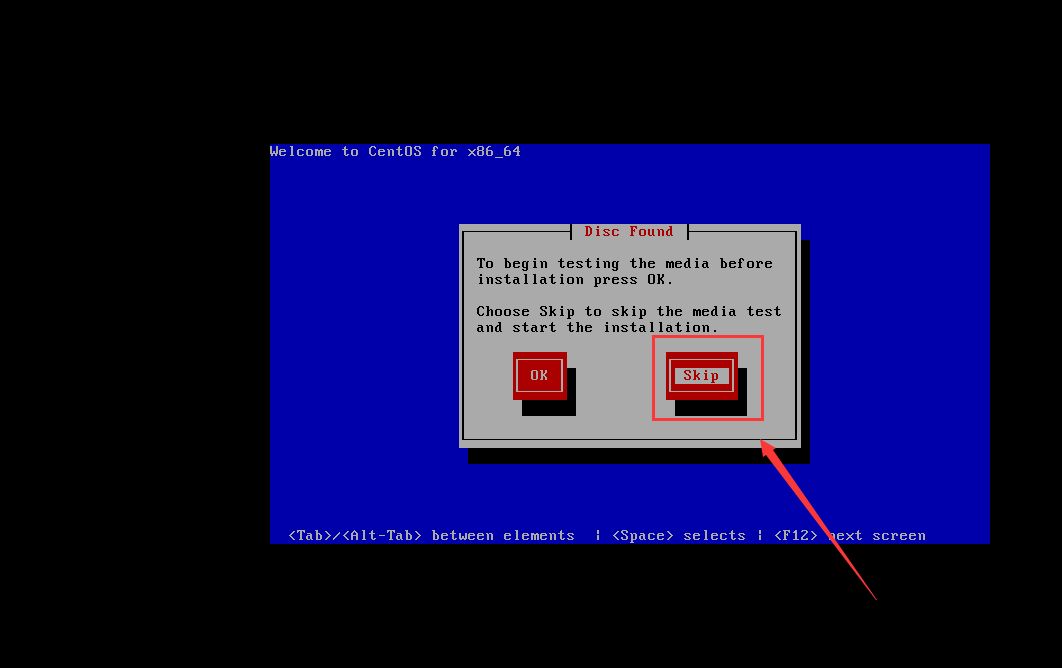 Welcome to CentOS for x86_64
Disc Found
To begin testing the media before
installation press OK.
Choose Skip to skip the media test
and start the installation.
OK
Skip
<Tab>/<Alt-Tab> between elements | <Space> selects | <F12> next screen